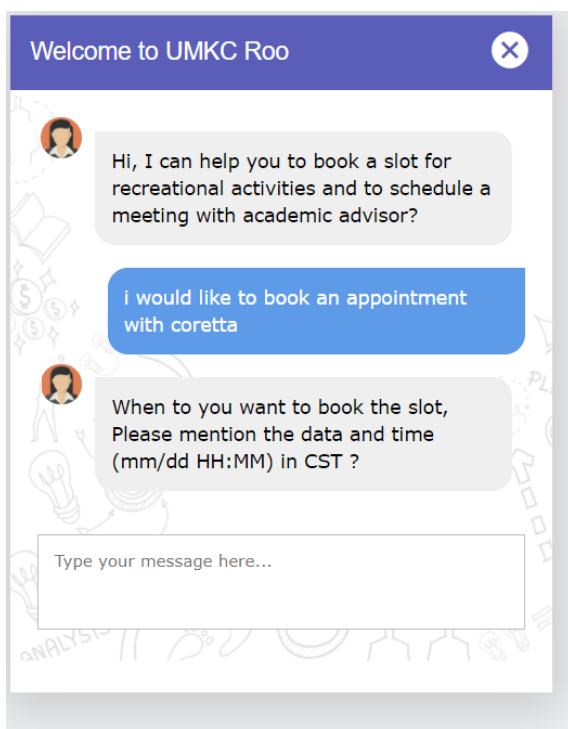 Welcome to UMKC Roo
Hi, I can help you to book a slot for
recreational activities and to schedule a
meeting with academic advisor?
i would like to book an appointment
with coretta
When to you want to book the slot,
Please mention the data and time
(mm/dd HH:MM) in CST ?
Type your message here...
ANALYSIS